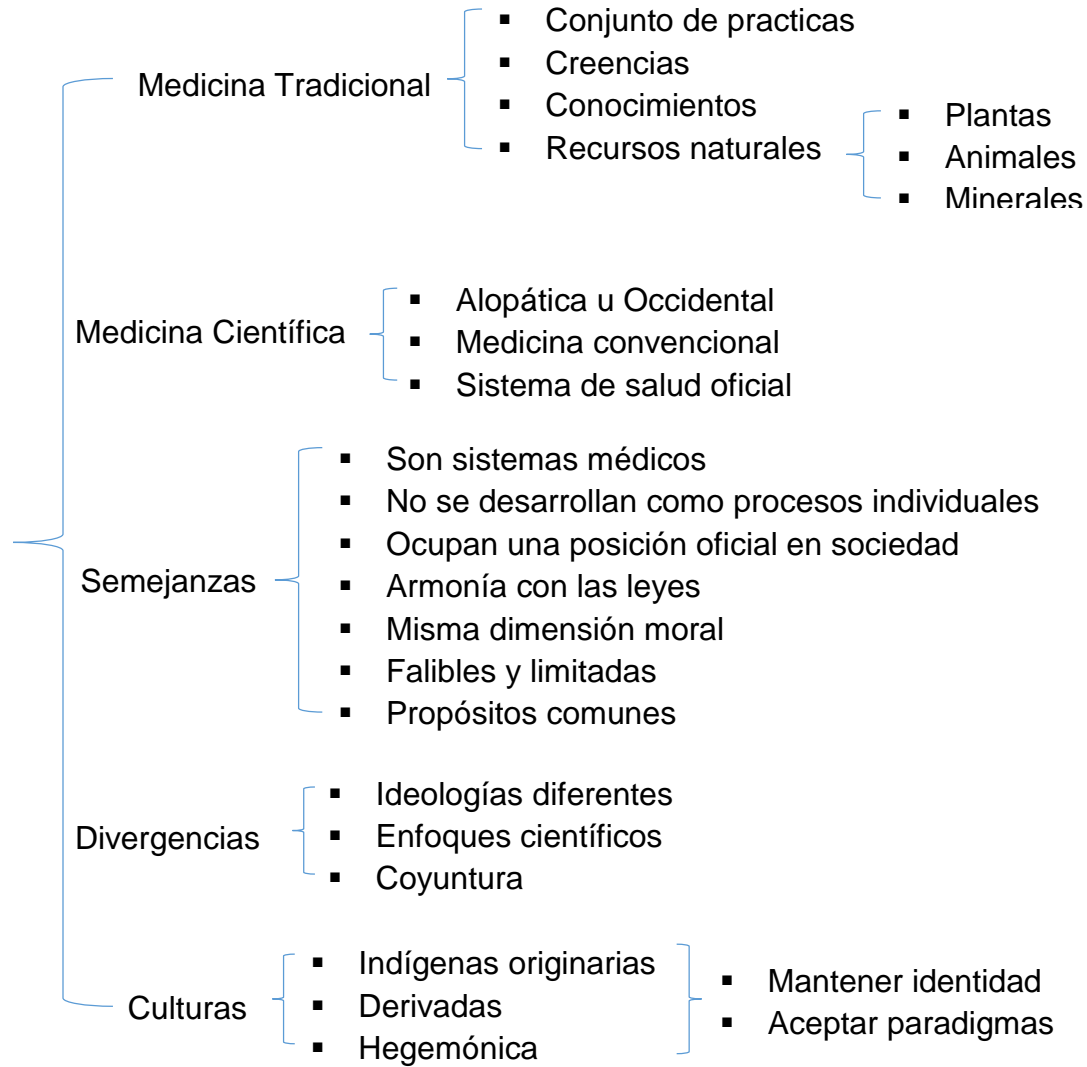 Medicina Tradicional
▪ Conjunto de practicas
▪ Creencias
▪ Conocimientos
▪ Recursos naturales
▪ Plantas
▪ Animales
▪ Minerales
Medicina Científica
▪ Alopática u Occidental
▪ Medicina convencional
▪ Sistema de salud oficial
Semejanzas
▪ Son sistemas médicos
▪ No se desarrollan como procesos individuales
▪ Ocupan una posición oficial en sociedad
▪ Armonía con las leyes
▪ Misma dimensión moral
▪ Falibles y limitadas
▪ Propósitos comunes
Divergencias
▪ Ideologías diferentes
▪ Enfoques científicos
▪ Coyuntura
Culturas
▪ Indígenas originarias
▪ Derivadas
▪ Hegemónica
▪ Mantener identidad
▪ Aceptar paradigmas